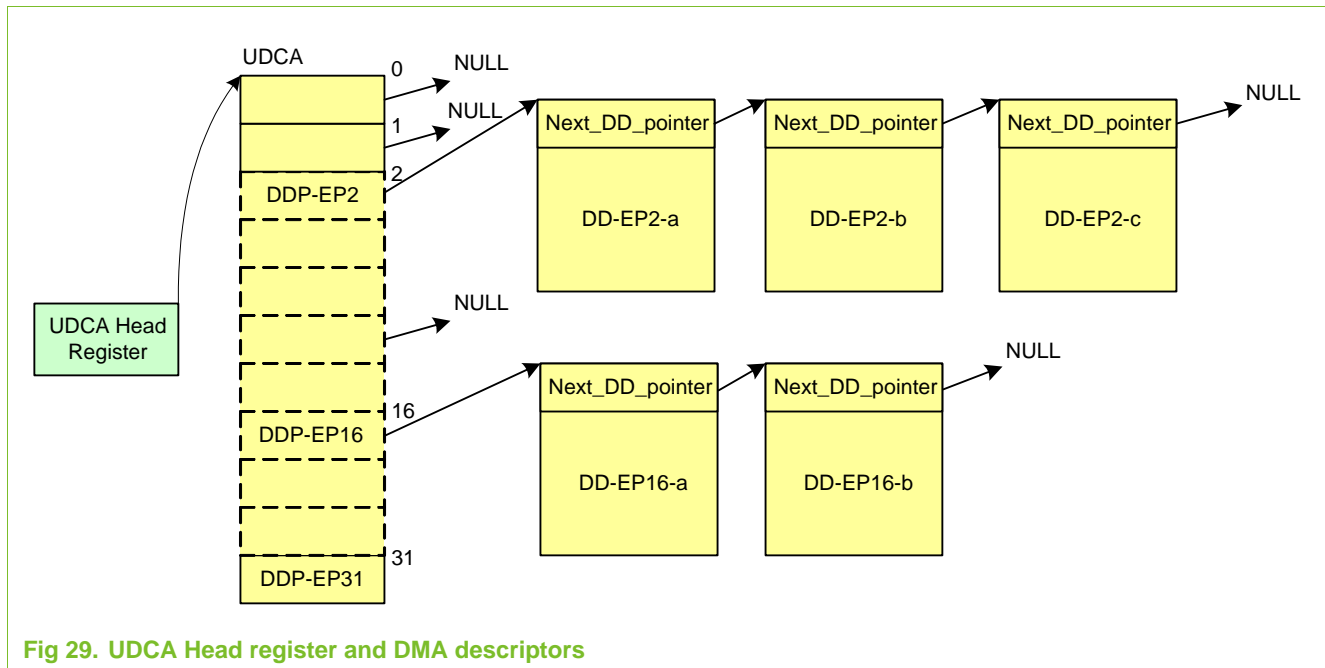 UDCA
0
NULL
1
NULL
2
DDP-EP2
Next_DD_pointer
DD-EP2-a
Next_DD_pointer
DD-EP2-b
Next_DD_pointer
DD-EP2-c
NULL
UDCA Head
Register
NULL
16
DDP-EP16
Next_DD_pointer
DD-EP16-a
Next_DD_pointer
DD-EP16-b
NULL
31
DDP-EP31
Fig 29. UDCA Head register and DMA descriptors